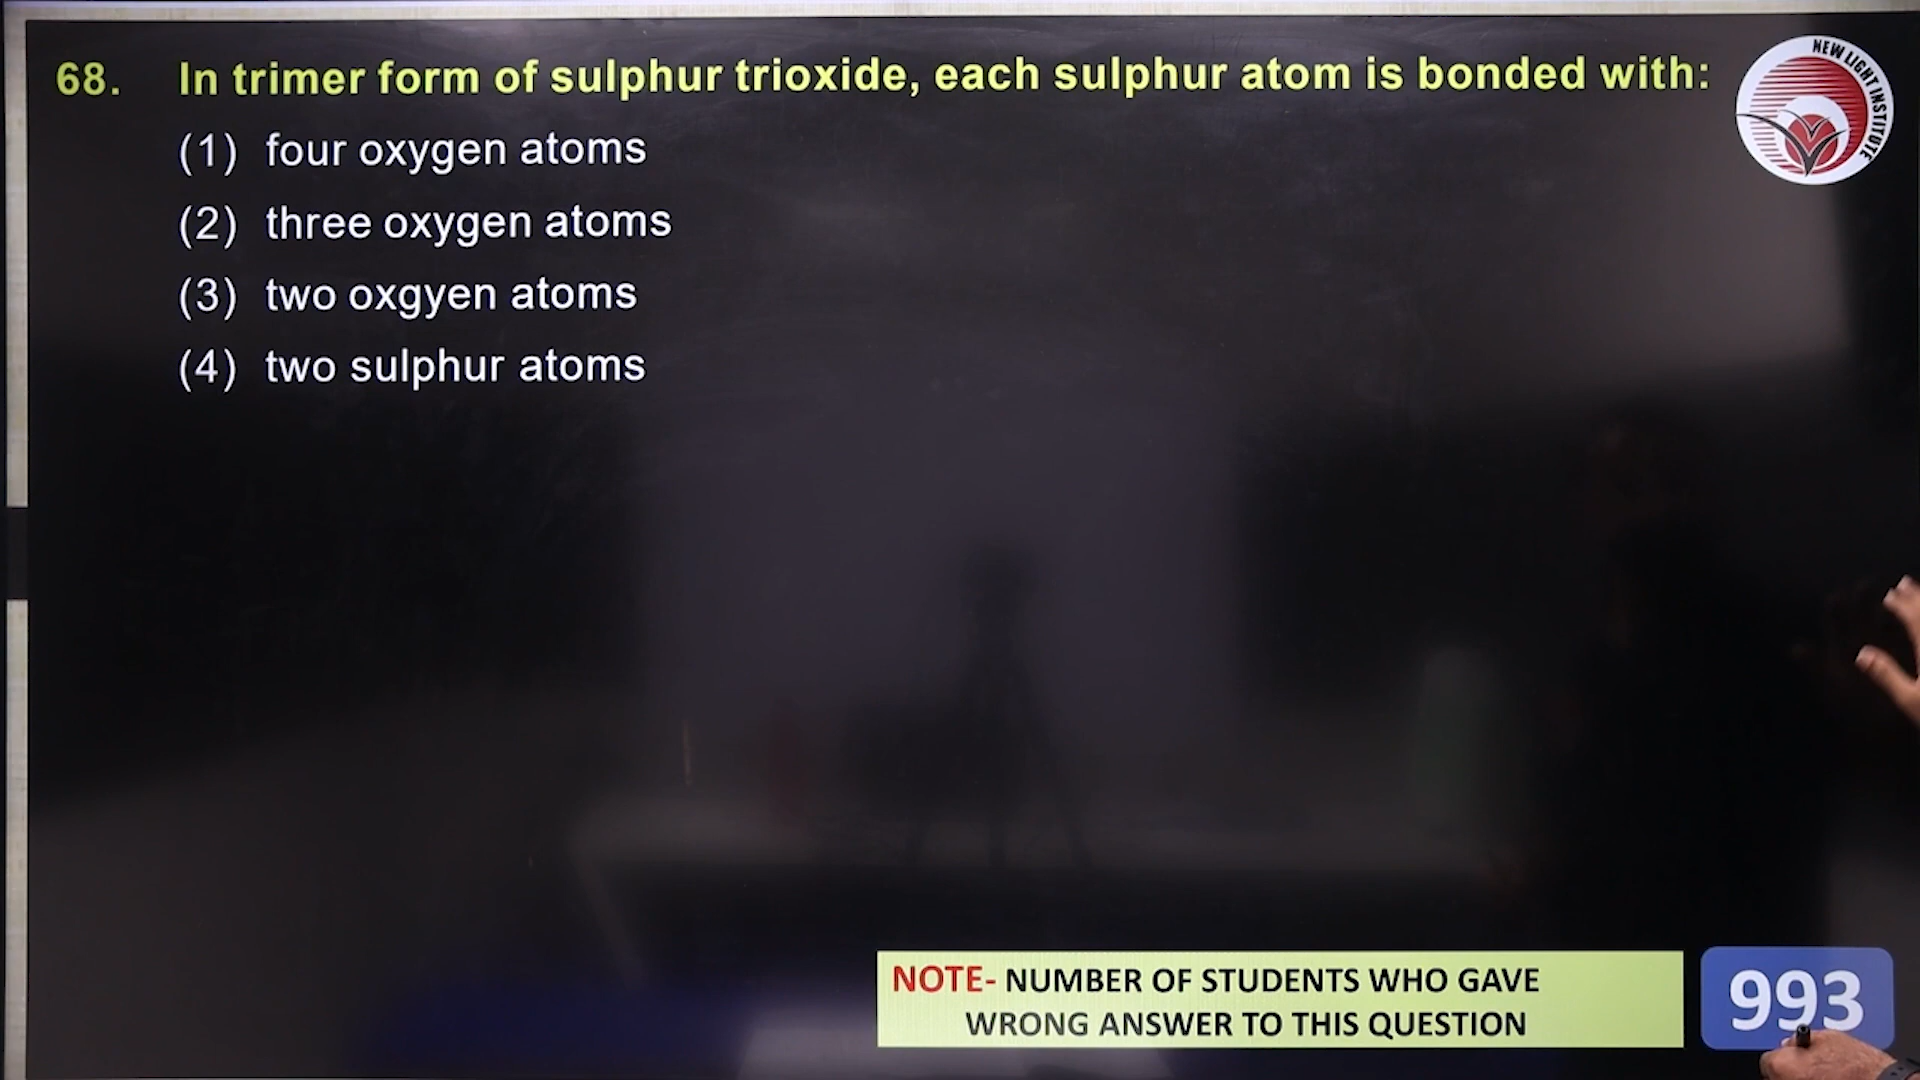 68. In trimer form of sulphur trioxide, each sulphur atom is bonded with:
(1) four oxygen atoms
(2) three oxygen atoms
(3) two oxgyen atoms
(4) two sulphur atoms
NEW LIGHT INSTITUTE
NOTE- NUMBER OF STUDENTS WHO GAVE
WRONG ANSWER TO THIS QUESTION
993